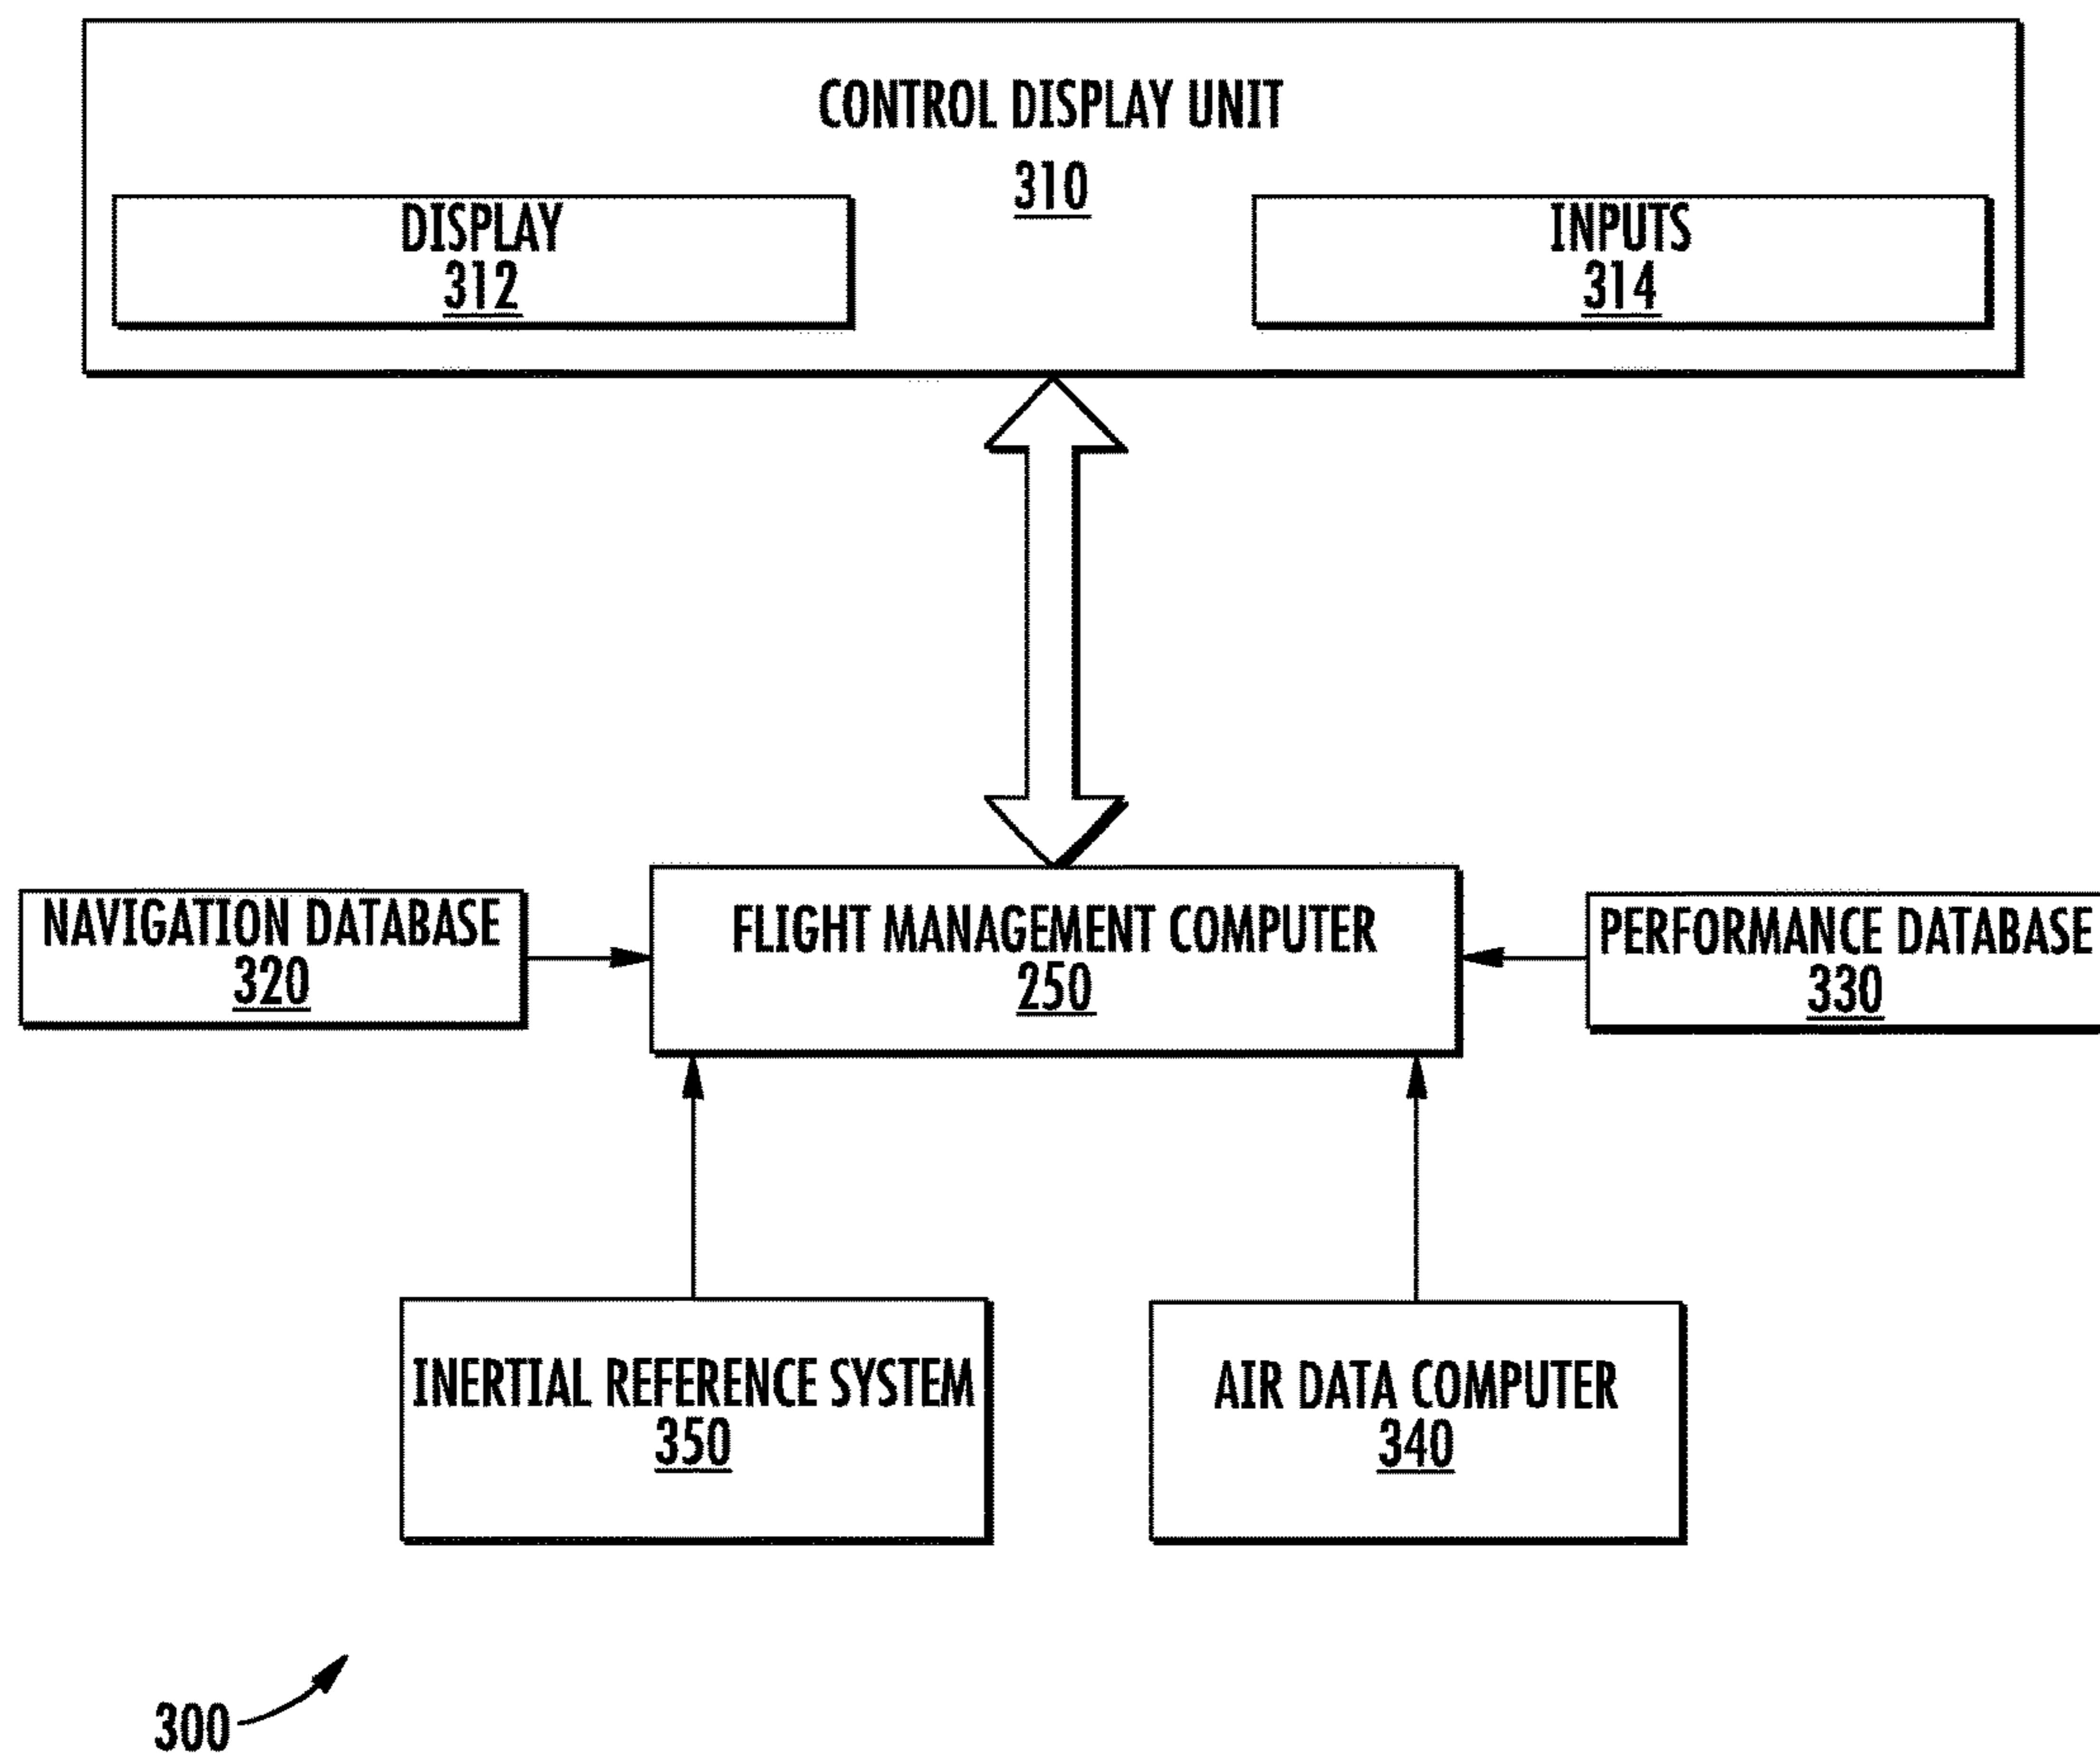 CONTROL DISPLAY UNIT
310
DISPLAY
312
INPUTS
314
NAVIGATION DATABASE
320
FLIGHT MANAGEMENT COMPUTER
250
PERFORMANCE DATABASE
330
INERTIAL REFERENCE SYSTEM
350
AIR DATA COMPUTER
340
300